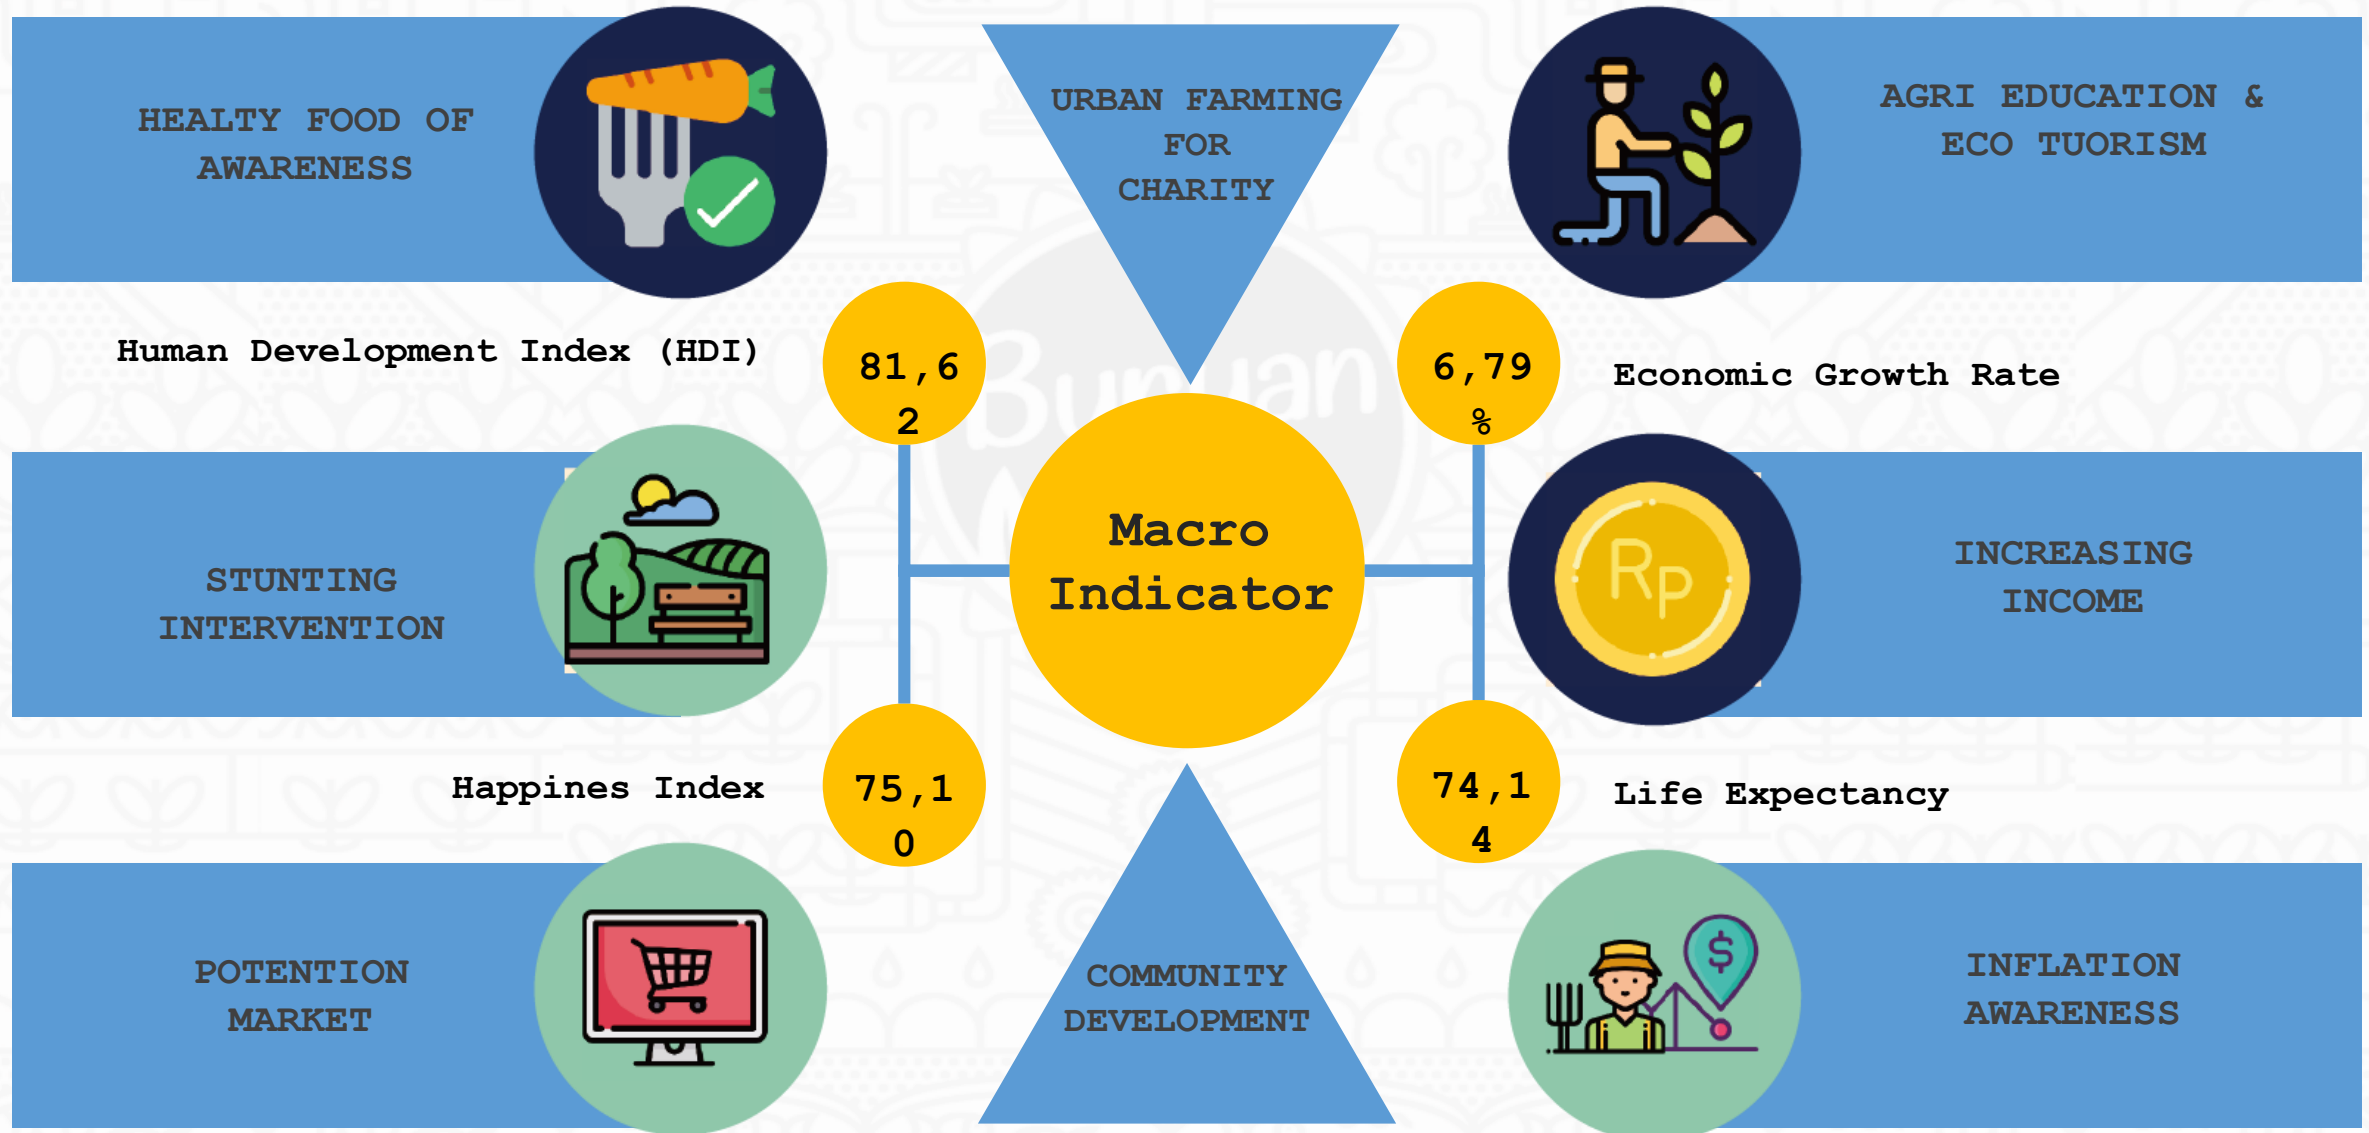 HEALTY FOOD OF
AWARENESS
URBAN FARMING
FOR
CHARITY
AGRI EDUCATION &
ECO TUORISM
Human Development Index (HDI)
81,6
2
6,79
%
Economic Growth Rate
Bunyan
STUNTING
INTERVENTION
Macro
Indicator
Rp
INCREASING
INCOME
Happines Index
75,1
0
74,1
4
Life Expectancy
POTENTION
MARKET
COMMUNITY
DEVELOPMENT
$
INFLATION
AWARENESS